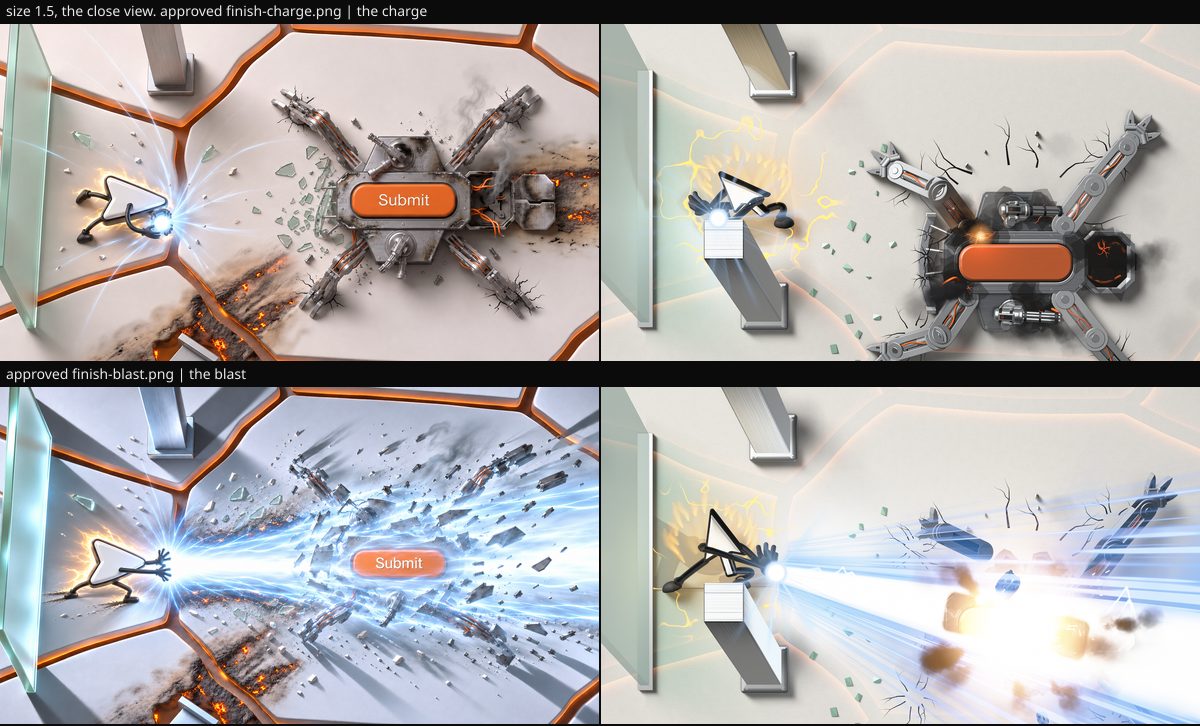 size 1.5, the close view. approved finish-charge.png | the charge
Submit
approved finish-blast.png | the blast
Submit